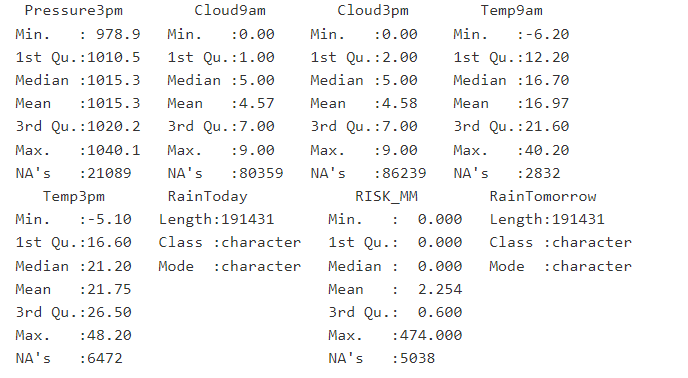 Pressure3pm Cloud9am Cloud3pm Temp9am
Min. : 978.9 Min. :0.00 Min. :0.00 Min. :-6.20
1st Qu.:1010.5 1st Qu.:1.00 1st Qu.:2.00 1st Qu.:12.20
Median :1015.3 Median :5.00 Median :5.00 Median :16.70
Mean :1015.3 Mean :4.57 Mean :4.58 Mean :16.97
3rd Qu.:1020.2 3rd Qu.:7.00 3rd Qu.:7.00 3rd Qu.:21.60
Max. :1040.1 Max. :9.00 Max. :9.00 Max. :40.20
NA's :21089 NA's :80359 NA's :86239 NA's :2832
Temp3pm RainToday RISK_MM RainTomorrow
Min. :-5.10 Length:191431 Min. : 0.000 Length:191431
1st Qu.:16.60 Class :character 1st Qu.: 0.000 Class :character
Median :21.20 Mode :character Median : 0.000 Mode :character
Mean :21.75 Mean : 2.254
3rd Qu.:26.50 3rd Qu.: 0.600
Max. :48.20 Max. :474.000
NA's :6472 NA's :5038